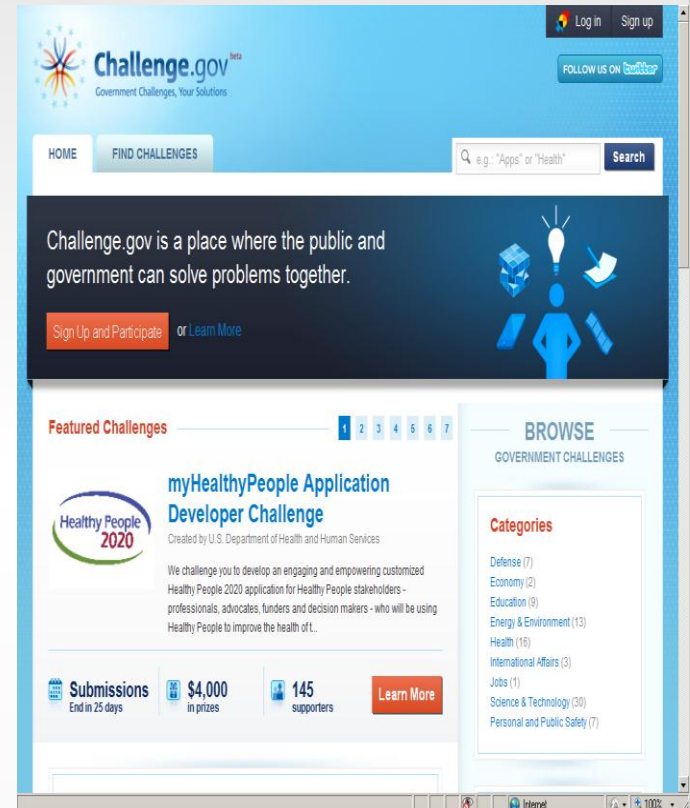 Log in Sign up
Challenge.gov beta
Government Challenges, Your Solutions
FOLLOW US ON twitter
HOME FIND CHALLENGES
e.g.: "Apps" or "Health" Search
Challenge.gov is a place where the public and
government can solve problems together.
Sign Up and Participate or Learn More
Featured Challenges 1 2 3 4 5 6 7
Healthy People
2020
myHealthyPeople Application
Developer Challenge
Created by U.S. Department of Health and Human Services
We challenge you to develop an engaging and empowering customized
Healthy People 2020 application for Healthy People stakeholders -
professionals, advocates, funders and decision makers - who will be using
Healthy People to improve the health of t...
Submissions
End in 25 days
$4,000
in prizes
145
supporters
Learn More
BROWSE
GOVERNMENT CHALLENGES
Categories
Defense (7)
Economy (2)
Education (9)
Energy & Environment (13)
Health (16)
International Affairs (3)
Jobs (1)
Science & Technology (30)
Personal and Public Safety (7)
Internet 100%